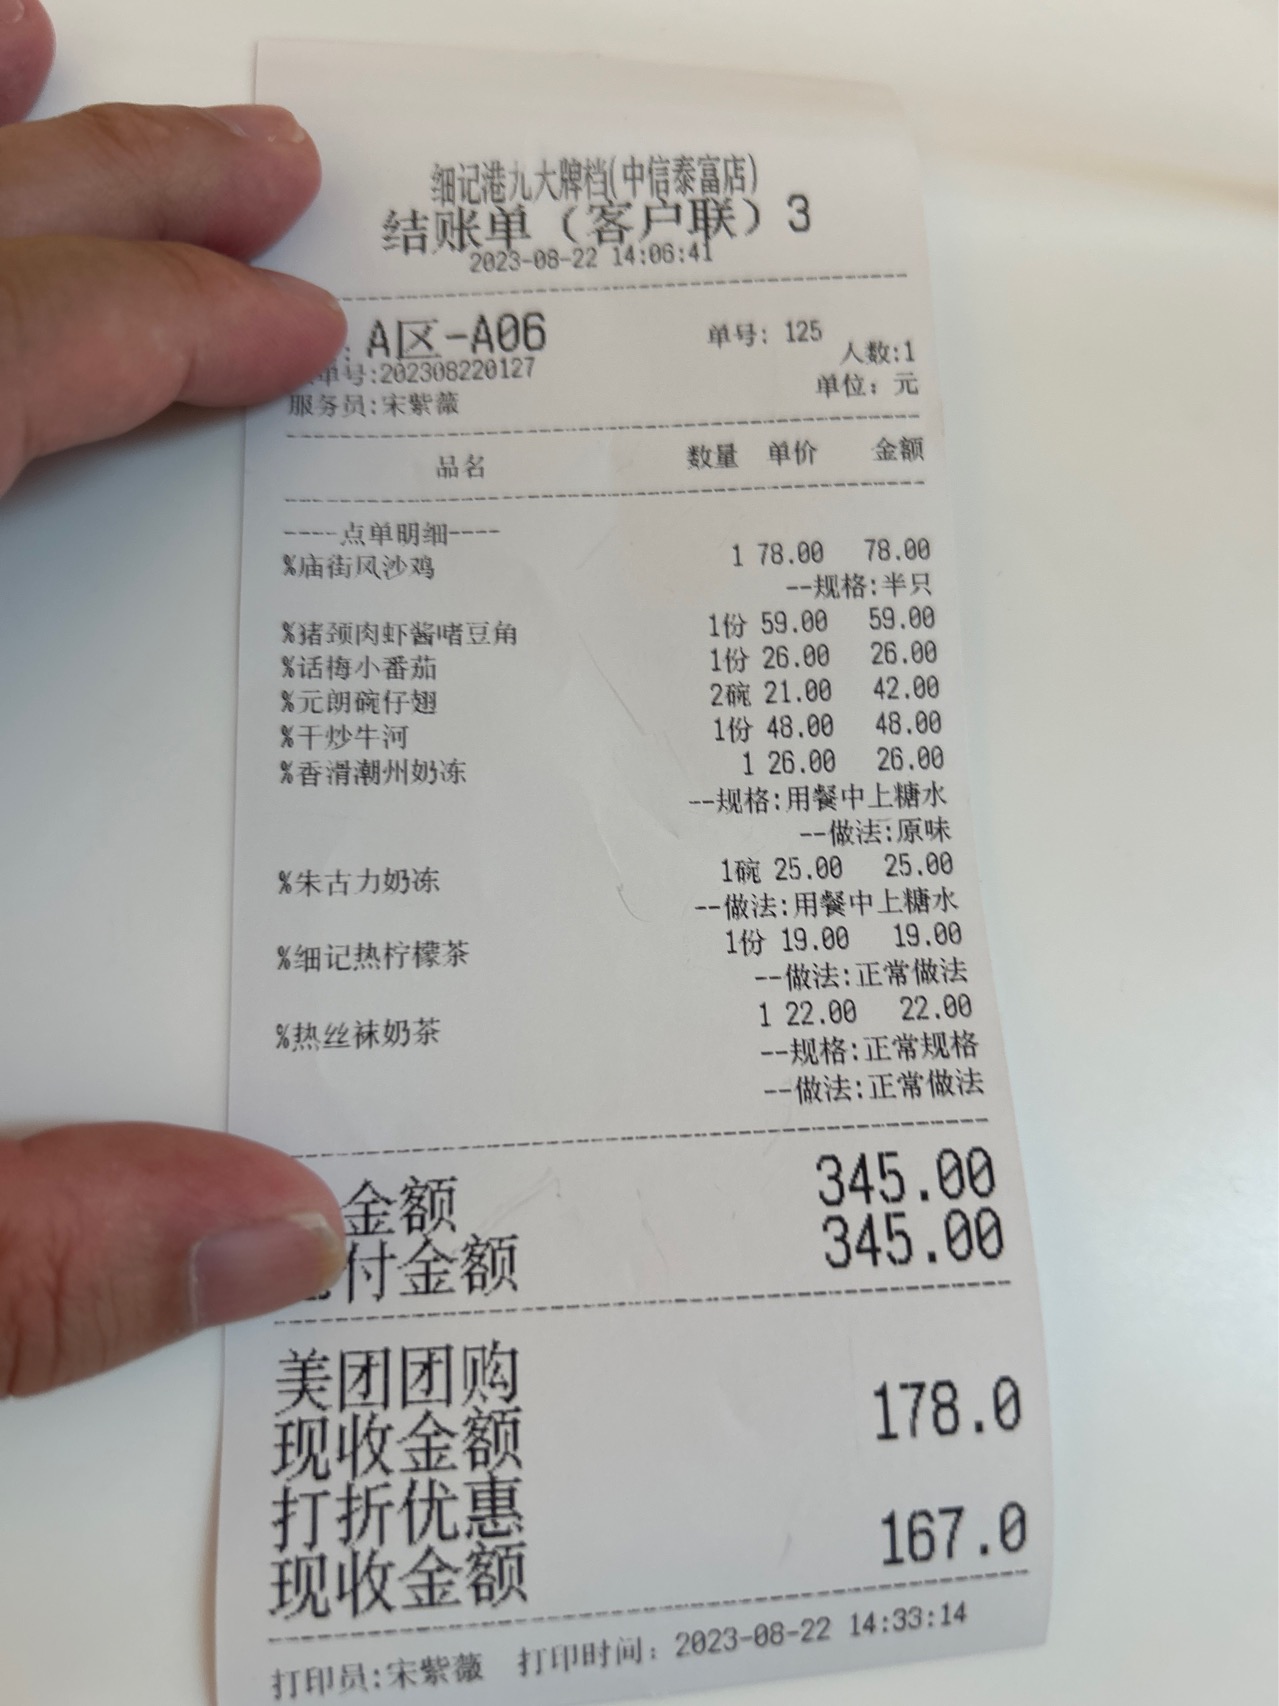 细记港九大牌档(中信泰富店)
结账单（客户联）3
2023-08-22 14:06:41
: A区-A06 单号: 125
人数:1
单号:202308220127
单位: 元
服务员:宋紫薇
品名 数量 单价 金额
----点单明细----
%庙街风沙鸡 1 78.00 78.00
--规格:半只
%猪颈肉虾酱啫豆角 1份 59.00 59.00
%话梅小番茄 1份 26.00 26.00
%元朗碗仔翅 2碗 21.00 42.00
%干炒牛河 1份 48.00 48.00
%香滑潮州奶冻 1 26.00 26.00
--规格:用餐中上糖水
--做法:原味
%朱古力奶冻 1碗 25.00 25.00
--做法:用餐中上糖水
%细记热柠檬茶 1份 19.00 19.00
--做法:正常做法
%热丝袜奶茶 1 22.00 22.00
--规格:正常规格
--做法:正常做法
金额 345.00
付金额 345.00
美团团购
现收金额 178.0
打折优惠
现收金额 167.0
打印员:宋紫薇 打印时间: 2023-08-22 14:33:14